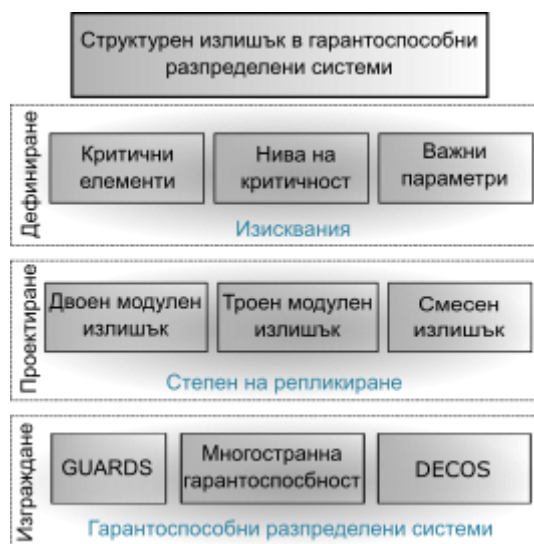 Структурен излишък в гарантоспособни
разпределени системи
Дефиниране
Критични
елементи
Нива на
критичност
Важни
параметри
Изисквания
Проектиране
Двоен модулен
излишък
Троен модулен
излишък
Смесен
излишък
Степен на репликиране
Изграждане
GUARDS
Многостранна
гарантоспосбност
DECOS
Гарантоспособни разпределени системи